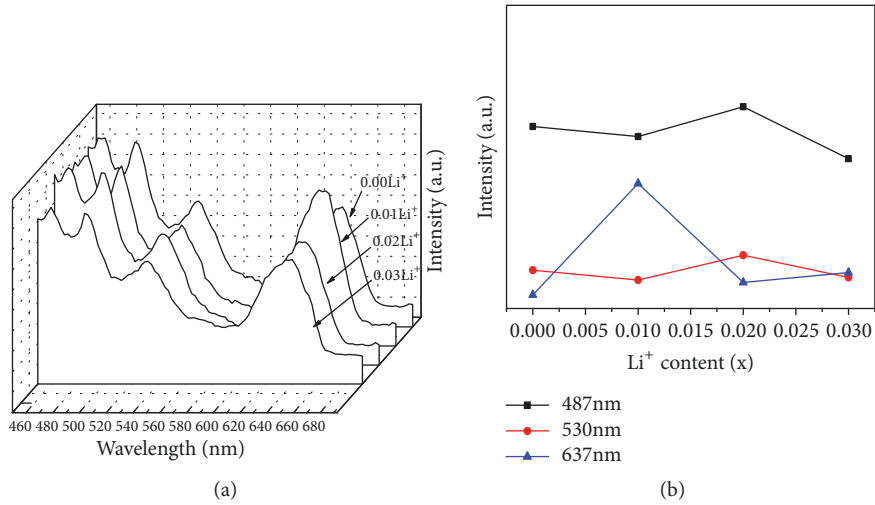 0.00Li⁺
0.01Li⁺
0.02Li⁺
0.03Li⁺
Intensity (a.u.)
460 480 500 520 540 560 580 600 620 640 660 680
Wavelength (nm)
(a)
Intensity (a.u.)
0.000 0.005 0.010 0.015 0.020 0.025 0.030
Li⁺ content (x)
487nm
530nm
637nm
(b)